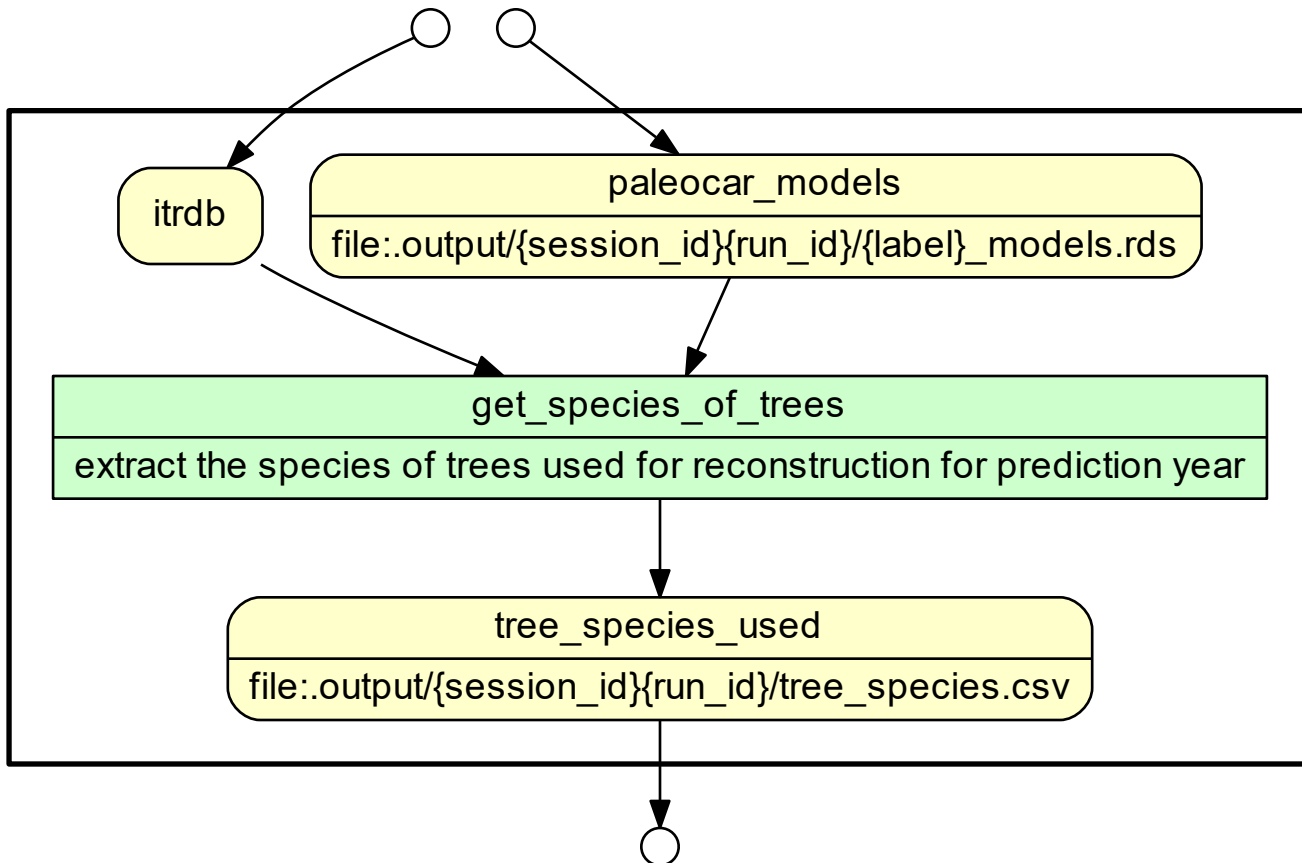 itrdb
paleocar_models
file:.output/{session_id}{run_id}/{label}_models.rds
get_species_of_trees
extract the species of trees used for reconstruction for prediction year
tree_species_used
file:.output/{session_id}{run_id}/tree_species.csv